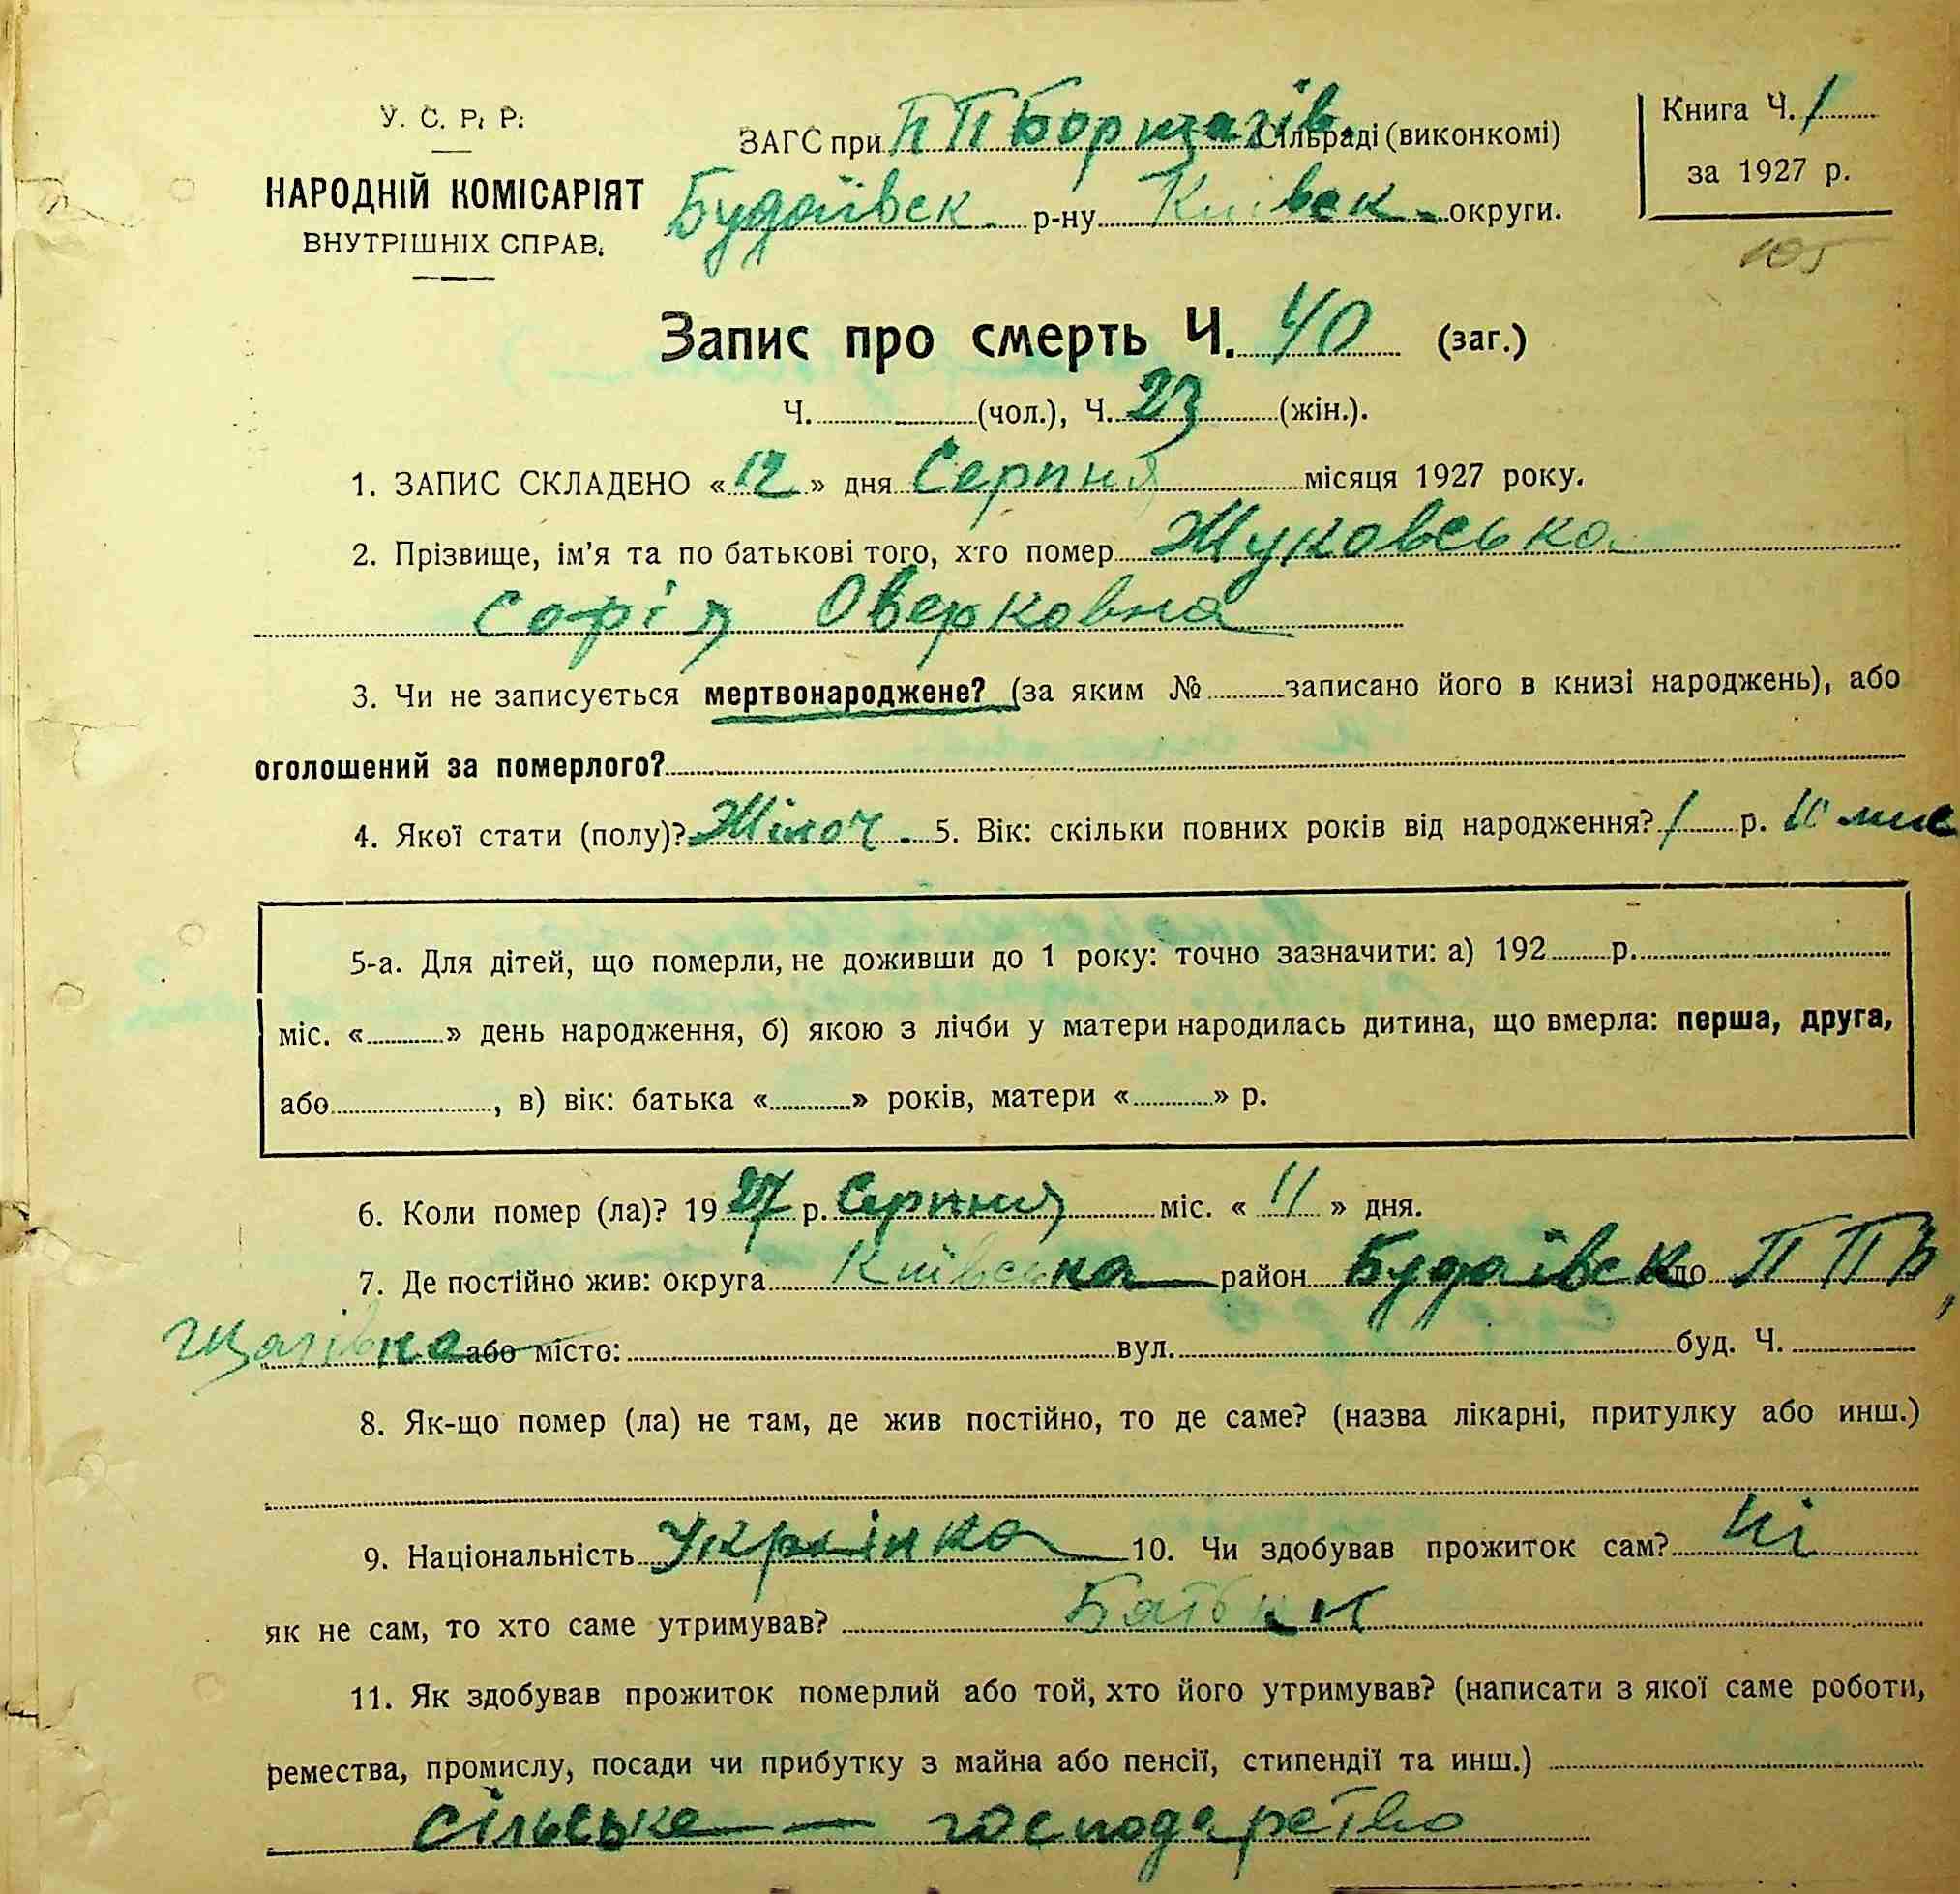 У. С. Р. Р.
НАРОДНІЙ КОМІСАРІЯТ
ВНУТРІШНІХ СПРАВ.
ЗАГС при ПП Борщагів. Сільраді (виконкомі)
Будаївск р-ну Київск. округи.
Книга Ч. 1
за 1927 р.
105
Запис про смерть Ч. 40 (заг.)
Ч. (чол.), Ч. 23 (жін.).
1. ЗАПИС СКЛАДЕНО «12» дня Серпня місяця 1927 року.
2. Прізвище, ім'я та по батькові того, хто помер Жуковська
Софія Оверковна
3. Чи не записується мертвонароджене? (за яким № записано його в книзі народжень), або
оголошений за померлого?
4. Якої стати (полу)? Жіноч. 5. Вік: скільки повних років від народження? 1 р.
5-а. Для дітей, що померли, не доживши до 1 року: точно зазначити: а) 192 р.
міс. « » день народження, б) якою з лічби у матери народилась дитина, що вмерла: перша, друга,
або , в) вік: батька « » років, матери « » р.
6. Коли помер (ла)? 1927 р. Серпня міс. «11» дня.
7. Де постійно жив: округа Київська район Будаївск село ППБ
щагівка або місто: вул. буд. Ч.
8. Як-що помер (ла) не там, де жив постійно, то де саме? (назва лікарні, притулку або инш.)
9. Національність Українка 10. Чи здобував прожиток сам? Ні
як не сам, то хто саме утримував? Батьки
11. Як здобував прожиток померлий або той, хто його утримував? (написати з якої саме роботи,
ремества, промислу, посади чи прибутку з майна або пенсії, стипендії та инш.)
сільське — господарство